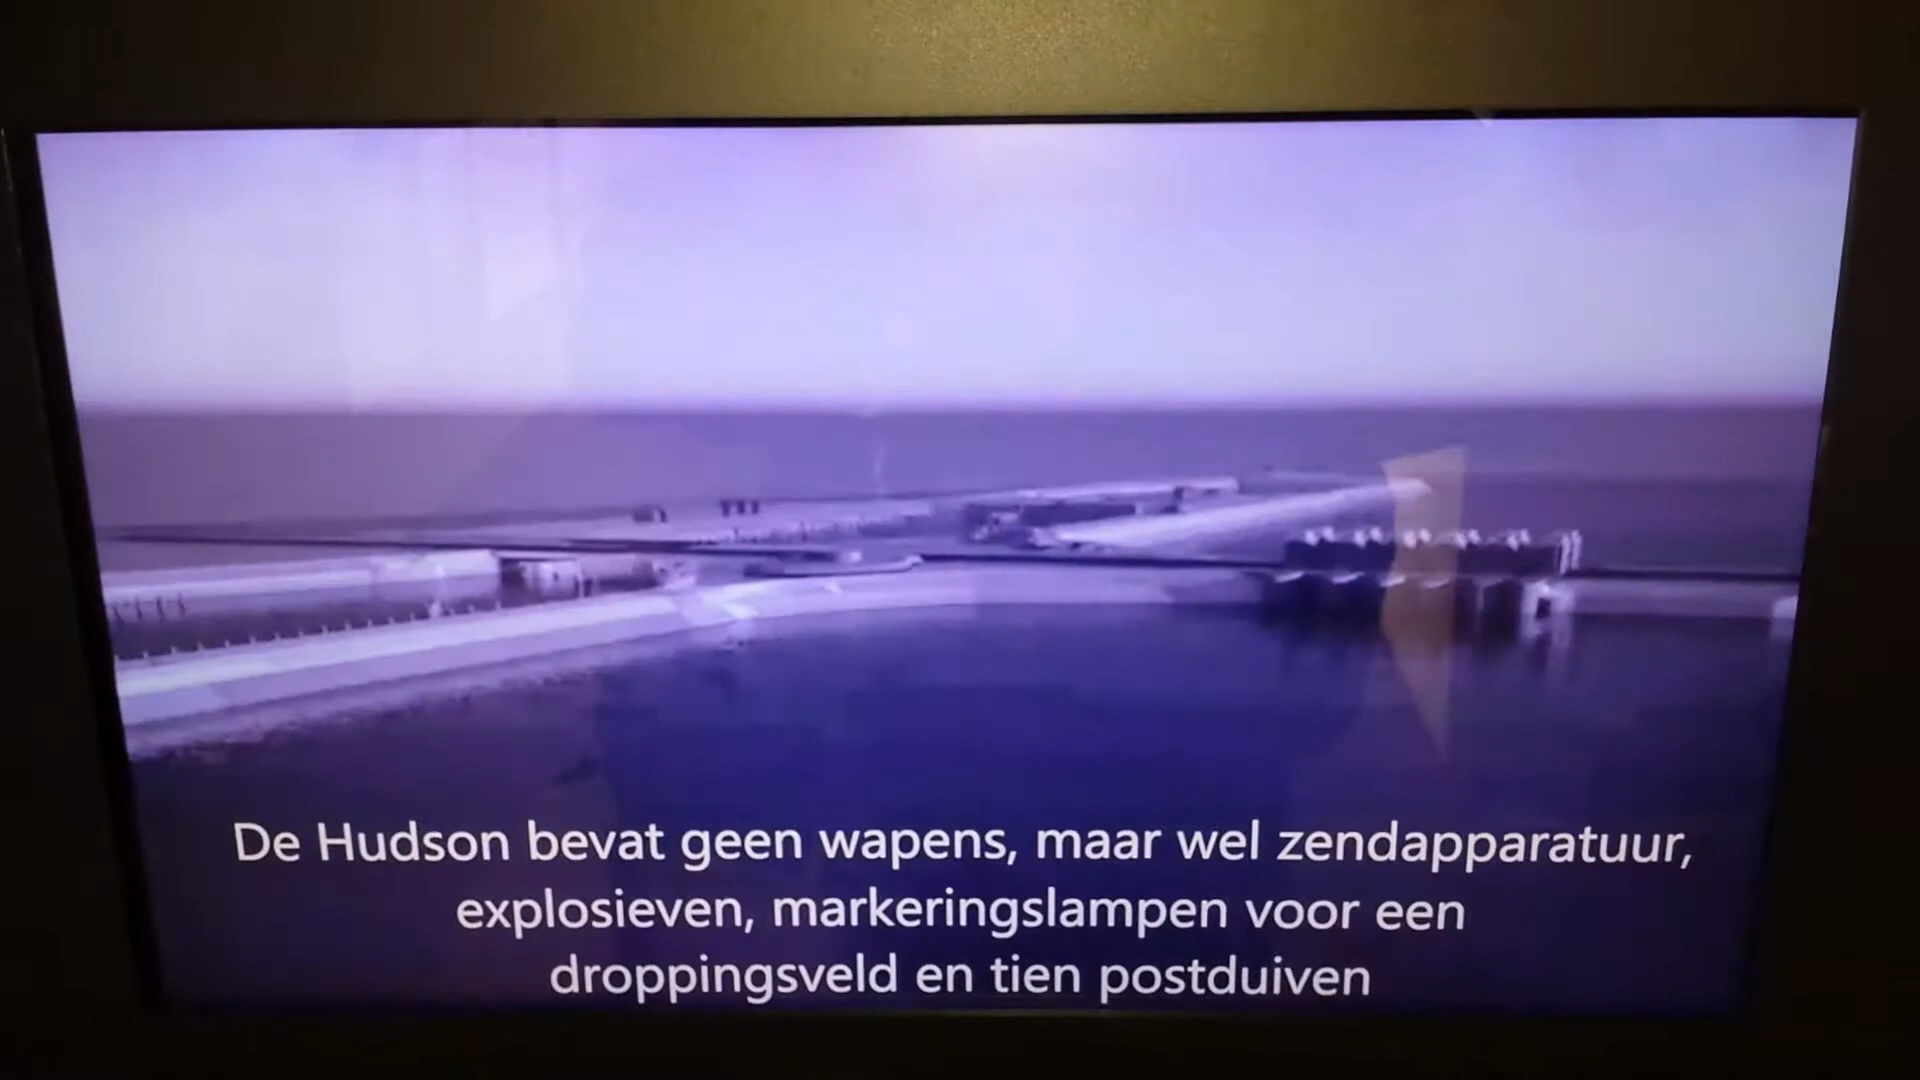 De Hudson bevat geen wapens, maar wel zendapparatuur,
explosieven, markeringslampen voor een
droppingsveld en tien postduiven